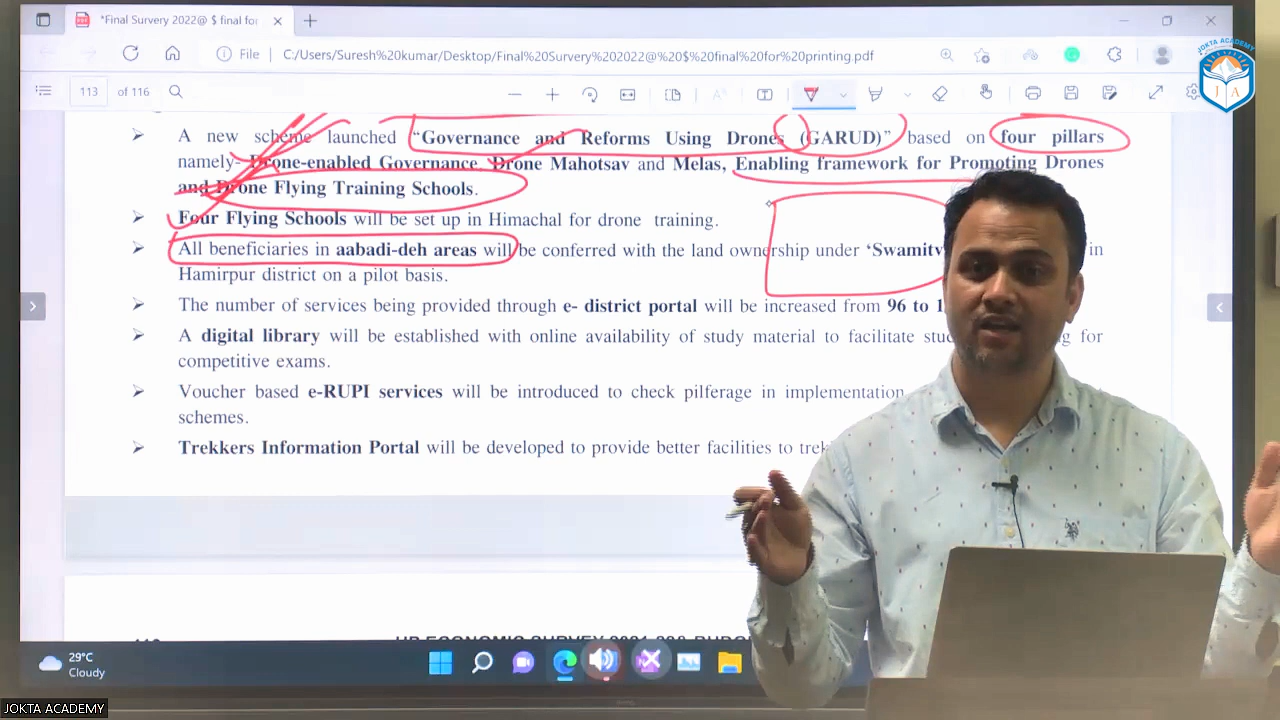 *Final Survery 2022@ $ final for
File C:/Users/Suresh%20kumar/Desktop/Final%20Survery%202022@%20$%20final%20for%20printing.pdf
JOKTA ACADEMY
J A
113 of 116
A new scheme launched “Governance and Reforms Using Drones (GARUD)” based on four pillars
namely- Drone-enabled Governance, Drone Mahotsav and Melas, Enabling framework for Promoting Drones
and Drone Flying Training Schools.
Four Flying Schools will be set up in Himachal for drone training.
All beneficiaries in aabadi-deh areas will be conferred with the land ownership under ‘Swamitv in
Hamirpur district on a pilot basis.
The number of services being provided through e- district portal will be increased from 96 to 1
A digital library will be established with online availability of study material to facilitate for
competitive exams.
Voucher based e-RUPI services will be introduced to check pilferage in implementation
schemes.
Trekkers Information Portal will be developed to provide better facilities to
HP ECONOMIC SURVEY 2021-22& BUDG
29°C
Cloudy
JOKTA ACADEMY